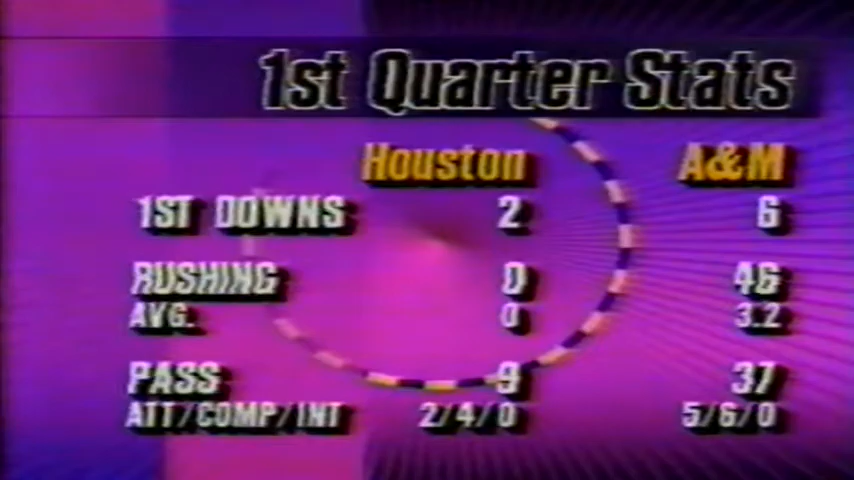 1st Quarter Stats
Houston A&M
1ST DOWNS 2 6
RUSHING 0 46
AVG. 0 3.2
PASS 9 37
ATT/COMP/INT 2/4/0 5/6/0